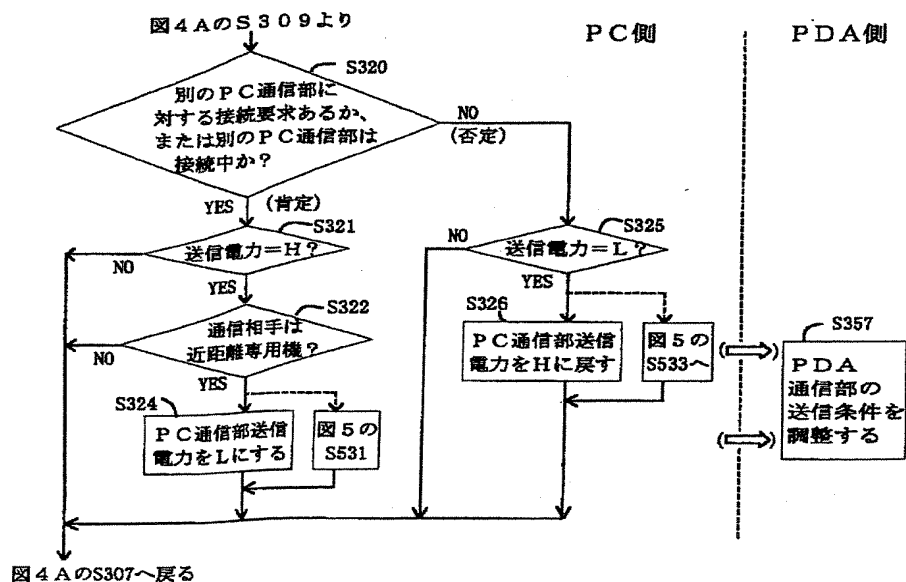 図４ＡのＳ３０９より
ＰＣ側
ＰＤＡ側
S320
別のＰＣ通信部に
対する接続要求あるか、
または別のＰＣ通信部は
接続中か？
NO
(否定)
YES
(肯定)
S321
送信電力＝Ｈ？
NO
YES
S322
通信相手は
近距離専用機？
NO
YES
S324
ＰＣ通信部送信
電力をＬにする
図５の
S531
S325
NO
送信電力＝Ｌ？
YES
S326
ＰＣ通信部送信
電力をＨに戻す
図５の
S533へ
S357
ＰＤＡ
通信部の
送信条件を
調整する
図４ＡのS307へ戻る